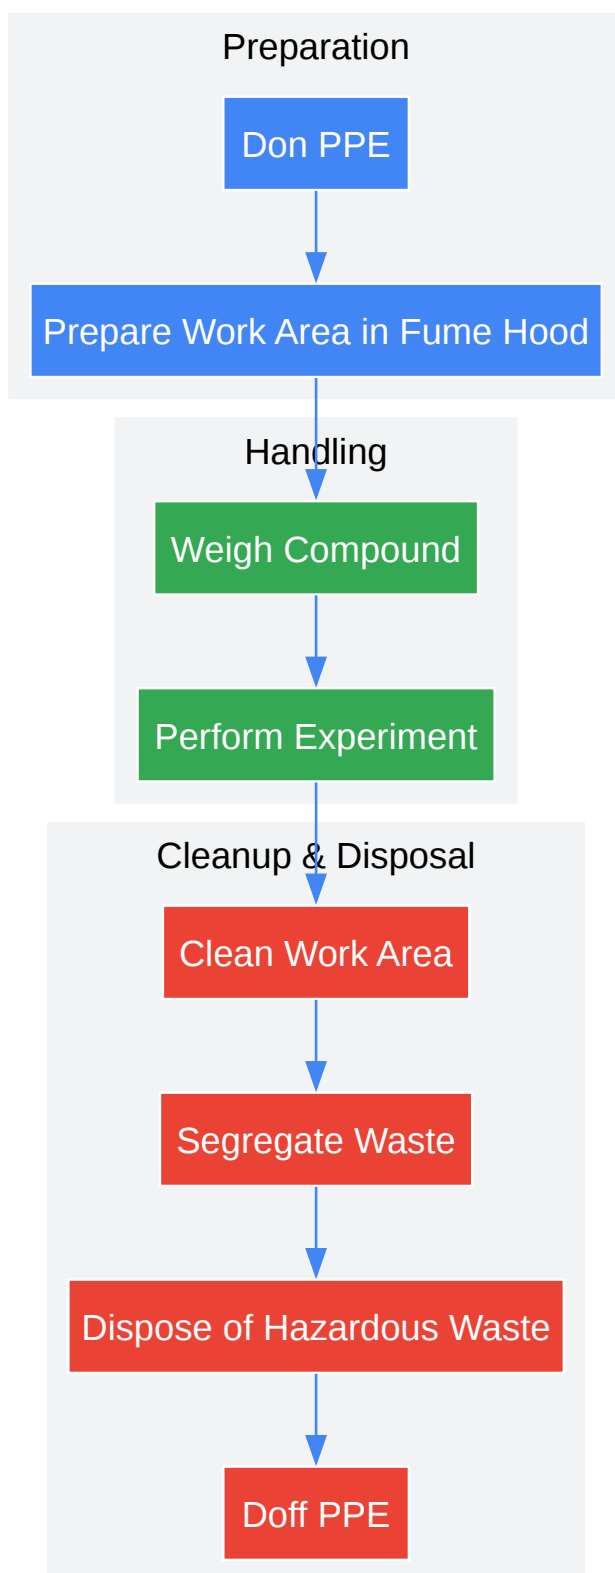 Preparation
Don PPE
Prepare Work Area in Fume Hood
Handling
Weigh Compound
Perform Experiment
Cleanup & Disposal
Clean Work Area
Segregate Waste
Dispose of Hazardous Waste
Doff PPE